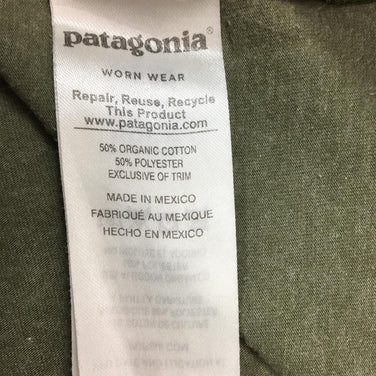 patagonia®
WORN WEAR
Repair, Reuse, Recycle
This Product
www.patagonia.com
50% ORGANIC COTTON
50% POLYESTER
EXCLUSIVE OF TRIM
MADE IN MEXICO
FABRIQUÉ AU MEXIQUE
HECHO EN MEXICO